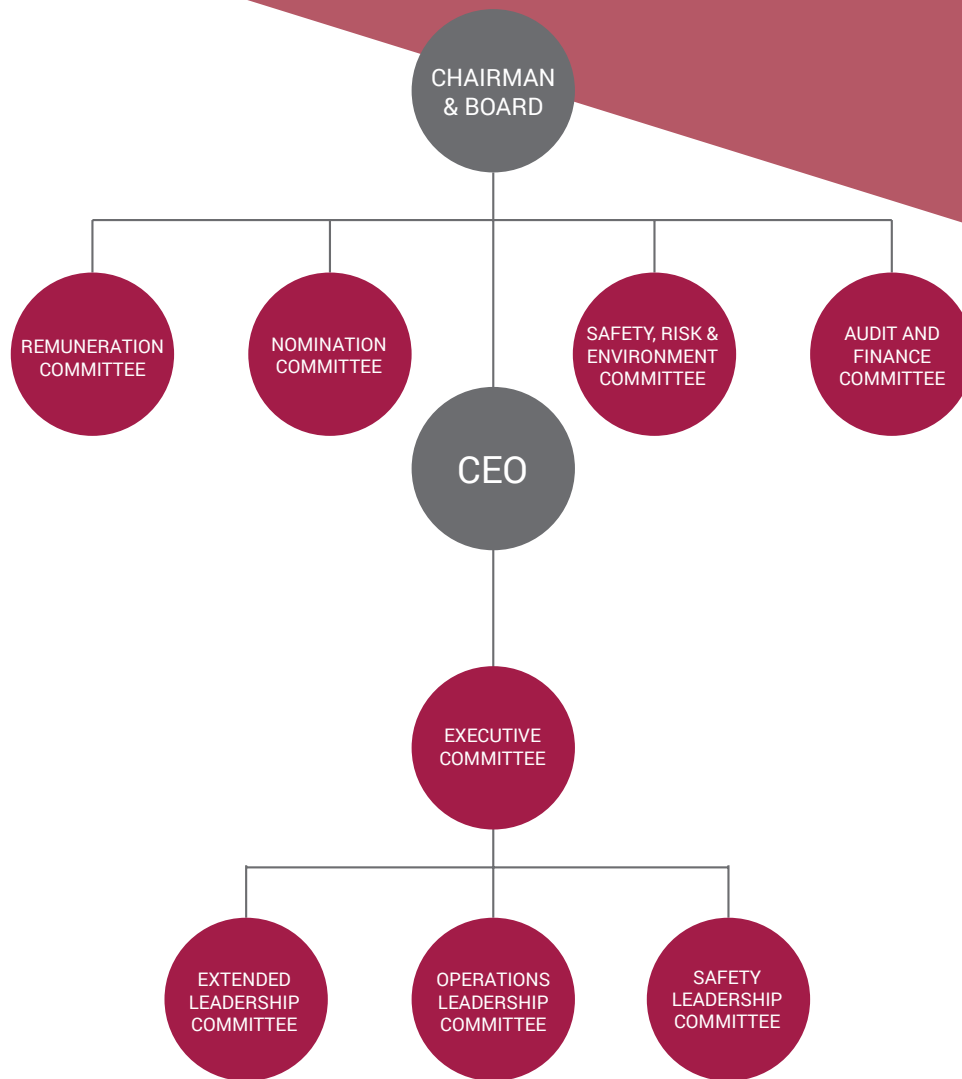 CHAIRMAN
& BOARD
REMUNERATION
COMMITTEE
NOMINATION
COMMITTEE
SAFETY, RISK &
ENVIRONMENT
COMMITTEE
AUDIT AND
FINANCE
COMMITTEE
CEO
EXECUTIVE
COMMITTEE
EXTENDED
LEADERSHIP
COMMITTEE
OPERATIONS
LEADERSHIP
COMMITTEE
SAFETY
LEADERSHIP
COMMITTEE